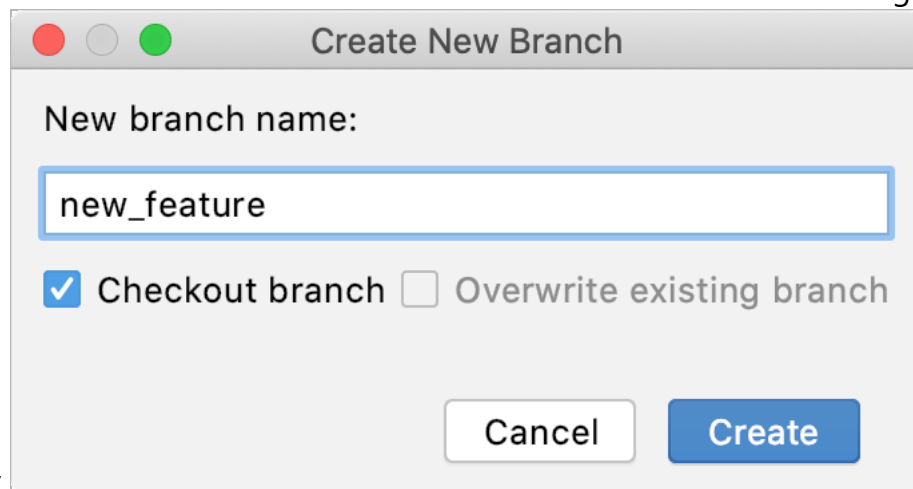 Create New Branch
New branch name:
new_feature
Checkout branch Overwrite existing branch
Cancel Create